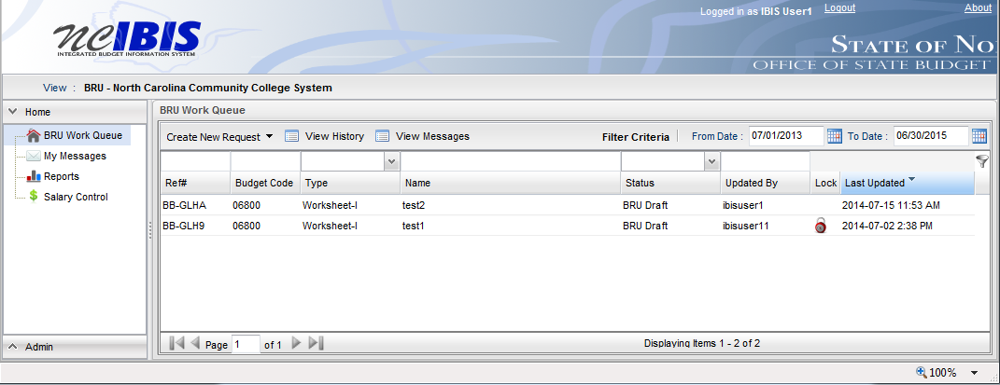 Logged in as IBIS User1 Logout About
ncIBIS
INTEGRATED BUDGET INFORMATION SYSTEM
STATE OF NO
OFFICE OF STATE BUDGET
View : BRU - North Carolina Community College System
Home
BRU Work Queue
My Messages
Reports
Salary Control
Admin
BRU Work Queue
Create New Request View History View Messages Filter Criteria From Date : 07/01/2013 To Date : 06/30/2015
Ref# Budget Code Type Name Status Updated By Lock Last Updated
BB-GLHA 06800 Worksheet-I test2 BRU Draft ibisuser1 2014-07-15 11:53 AM
BB-GLH9 06800 Worksheet-I test1 BRU Draft ibisuser11 2014-07-02 2:38 PM
Page 1 of 1 Displaying Items 1 - 2 of 2
100%